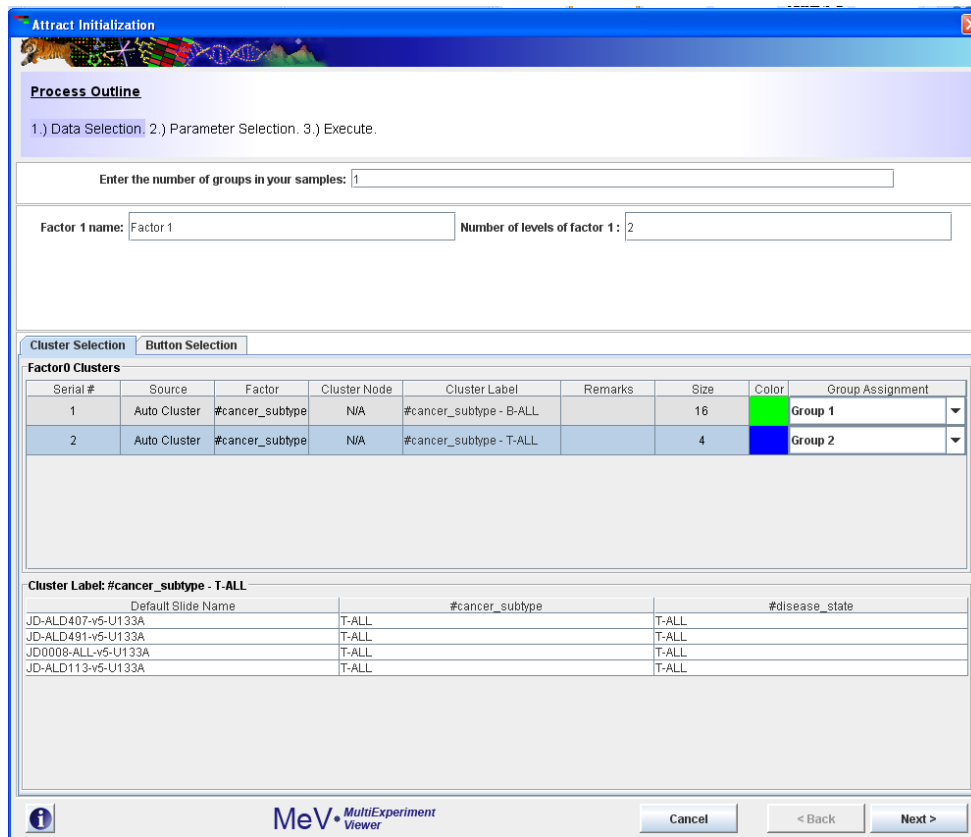 Attract Initialization
Process Outline
1.) Data Selection. 2.) Parameter Selection. 3.) Execute.
Enter the number of groups in your samples: 1
Factor 1 name: Factor 1 Number of levels of factor 1 : 2
Cluster Selection Button Selection
Factor0 Clusters
Serial # Source Factor Cluster Node Cluster Label Remarks Size Color Group Assignment
1 Auto Cluster #cancer_subtype N/A #cancer_subtype - B-ALL 16 Group 1
2 Auto Cluster #cancer_subtype N/A #cancer_subtype - T-ALL 4 Group 2
Cluster Label: #cancer_subtype - T-ALL
Default Slide Name #cancer_subtype #disease_state
JD-ALD407-v5-U133A T-ALL T-ALL
JD-ALD491-v5-U133A T-ALL T-ALL
JD0008-ALL-v5-U133A T-ALL T-ALL
JD-ALD113-v5-U133A T-ALL T-ALL
MeV • MultiExperiment Viewer Cancel < Back Next >